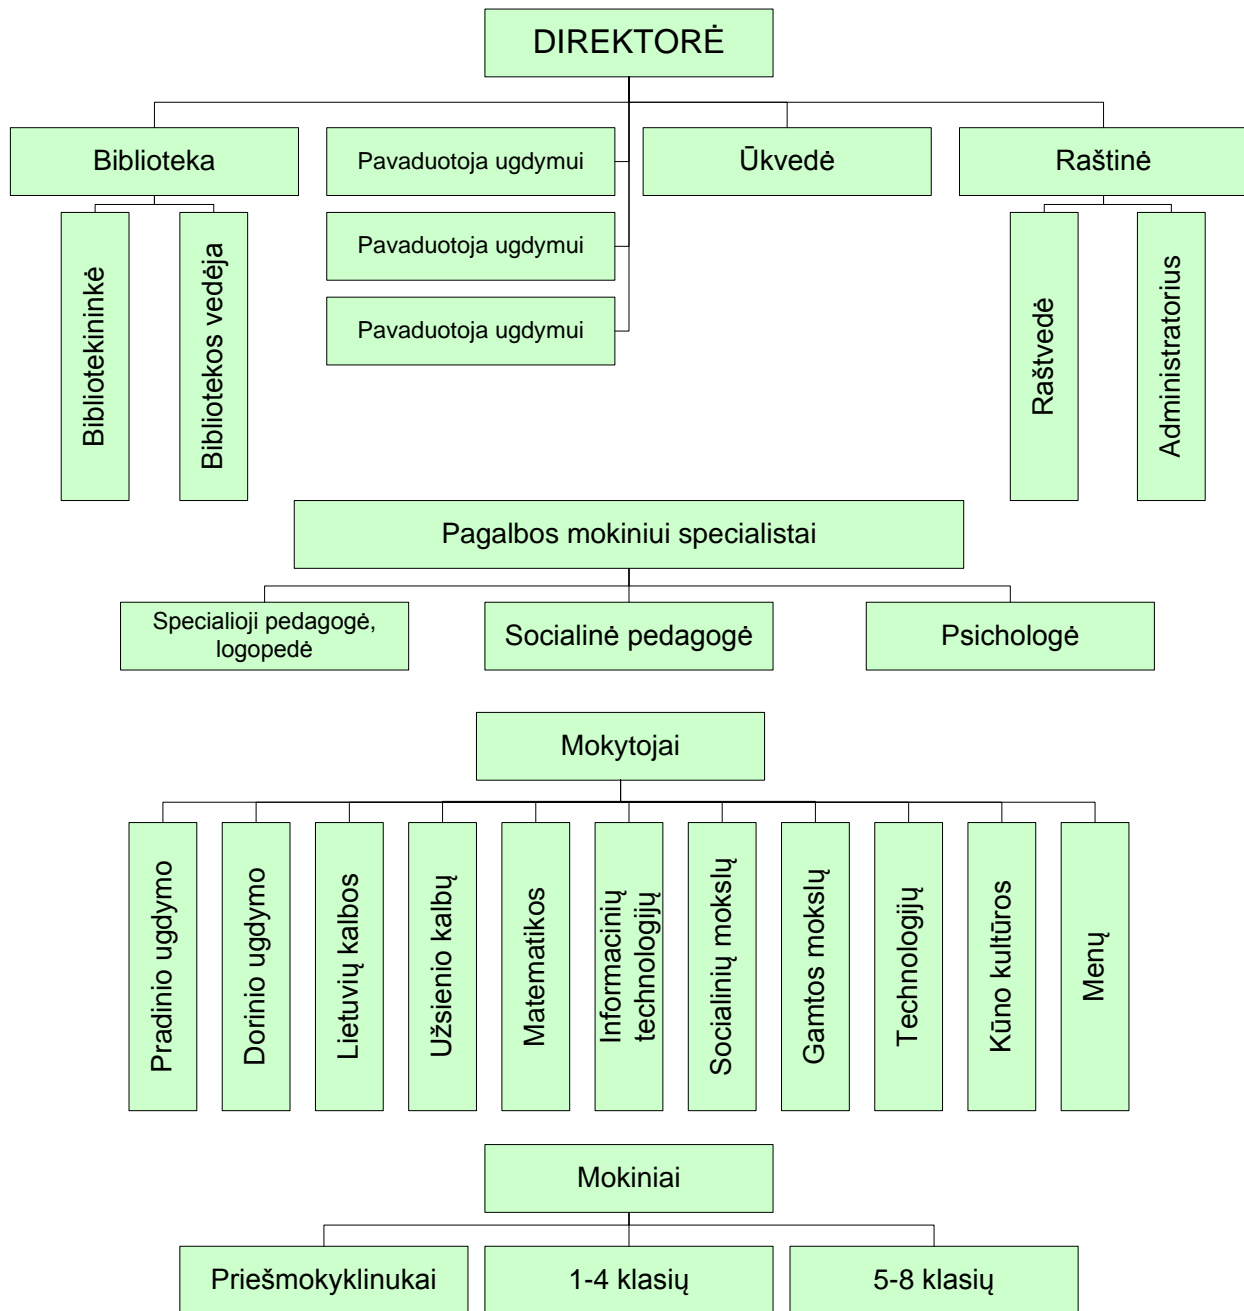 DIREKTORĖ
Biblioteka
Pavaduotoja ugdymui
Ūkvedė
Raštinė
Bibliotekininkė
Bibliotekos vedėja
Pavaduotoja ugdymui
Pavaduotoja ugdymui
Raštvedė
Administratorius
Pagalbos mokiniui specialistai
Specialioji pedagogė,
logopedė
Socialinė pedagogė
Psichologė
Mokytojai
Pradinio ugdymo
Dorinio ugdymo
Lietuvių kalbos
Užsienio kalbų
Matematikos
Informacinių
technologijų
Socialinių mokslų
Gamtos mokslų
Technologijų
Kūno kultūros
Menų
Mokiniai
Priešmokyklinukai
1-4 klasių
5-8 klasių